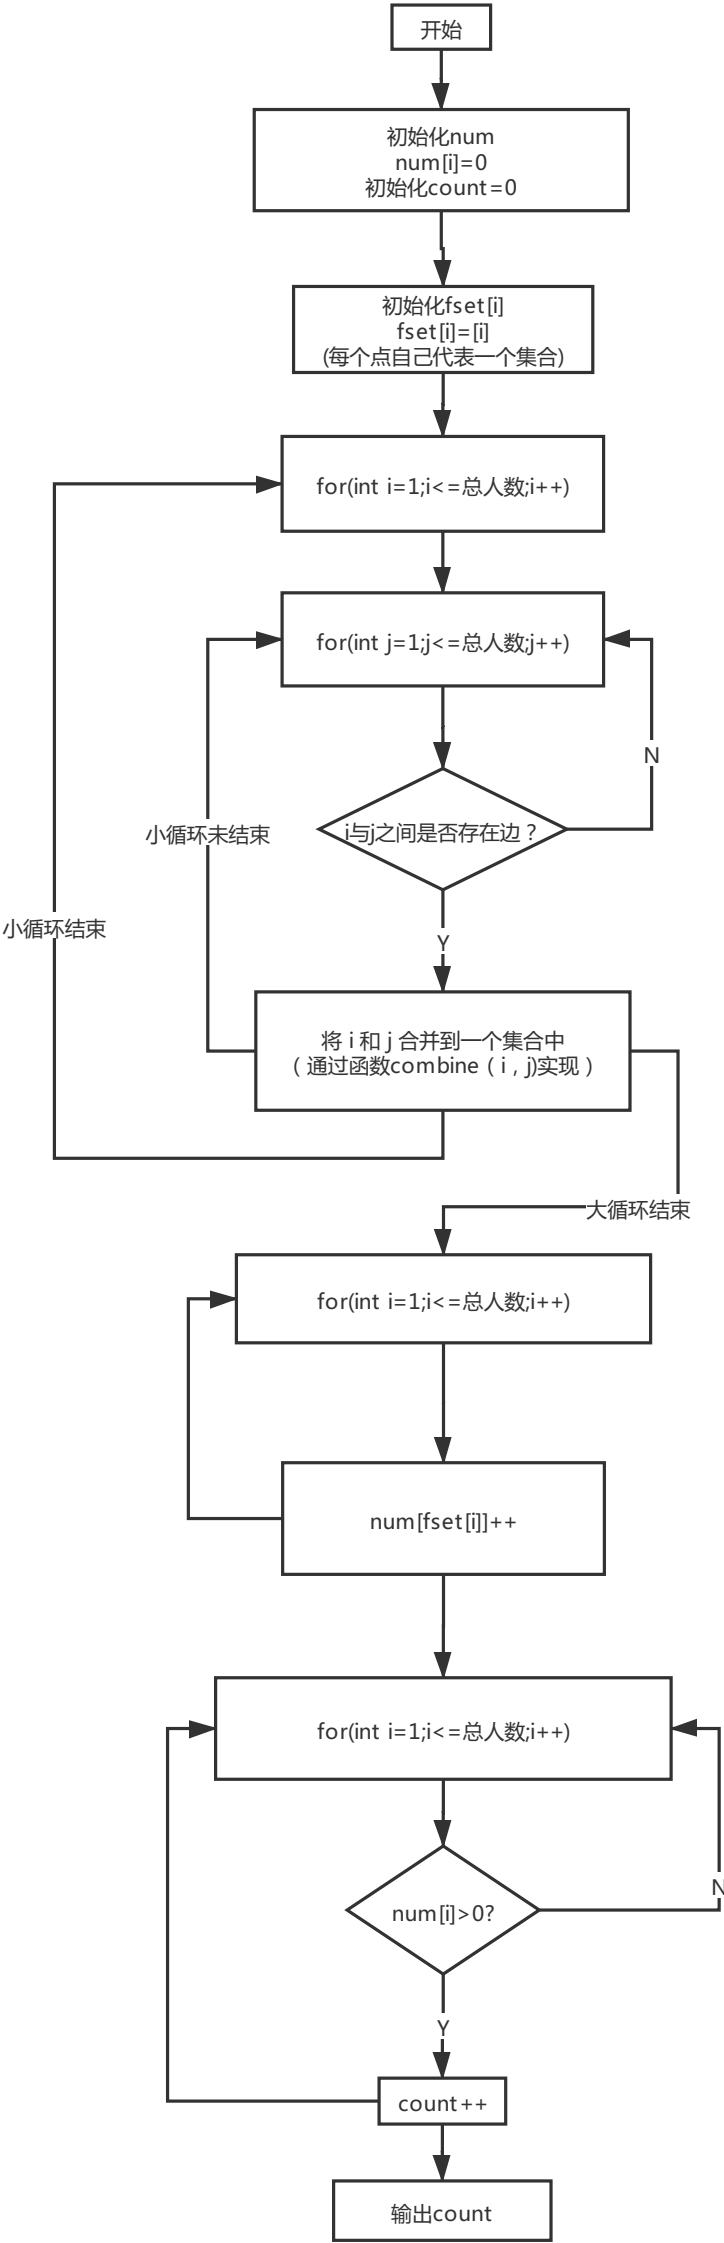 开始
初始化num
num[i]=0
初始化count=0
初始化fset[i]
fset[i]=[i]
(每个点自己代表一个集合)
for(int i=1;i<=总人数;i++)
for(int j=1;j<=总人数;j++)
N
i与j之间是否存在边？
小循环未结束
小循环结束
Y
将 i 和 j 合并到一个集合中
（通过函数combine（i，j)实现）
大循环结束
for(int i=1;i<=总人数;i++)
num[fset[i]]++
for(int i=1;i<=总人数;i++)
N
num[i]>0?
Y
count++
输出count